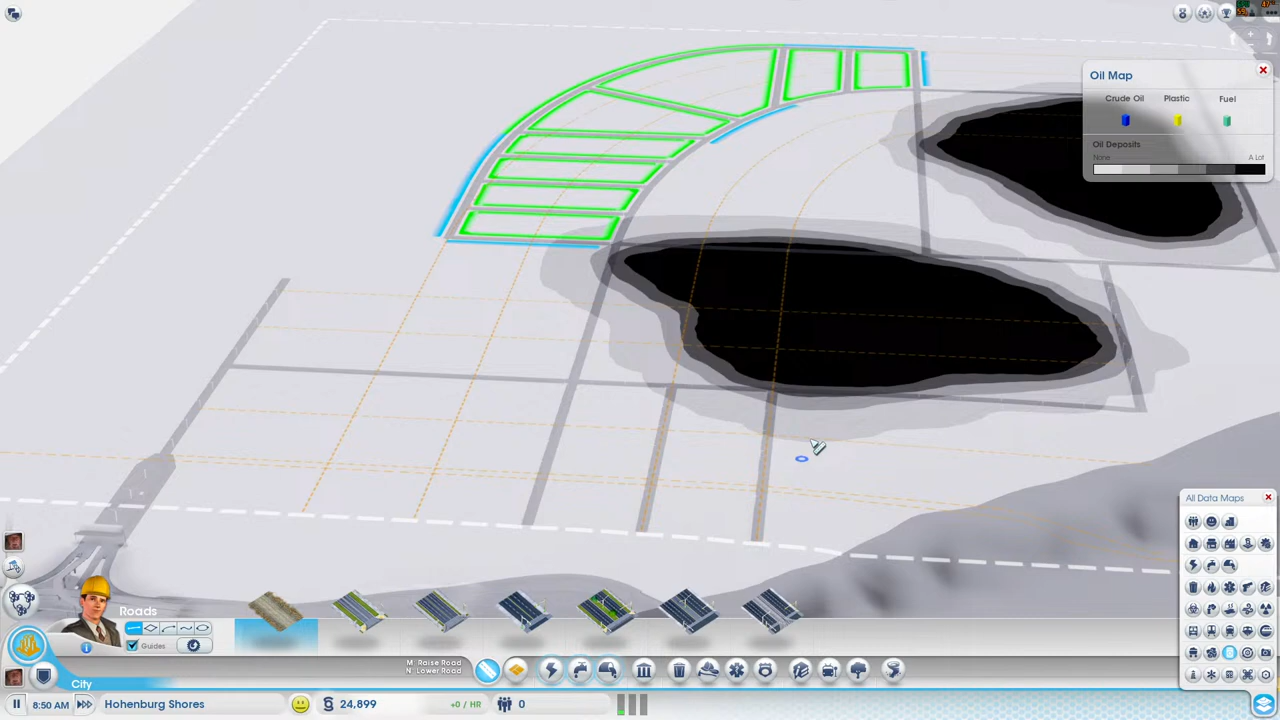 Oil Map
Crude Oil Plastic Fuel
Oil Deposits
None A Lot
All Data Maps
Roads
Guides
M: Raise Road
N: Lower Road
City
8:50 AM Hohenburg Shores 24,899 +0 / HR 0